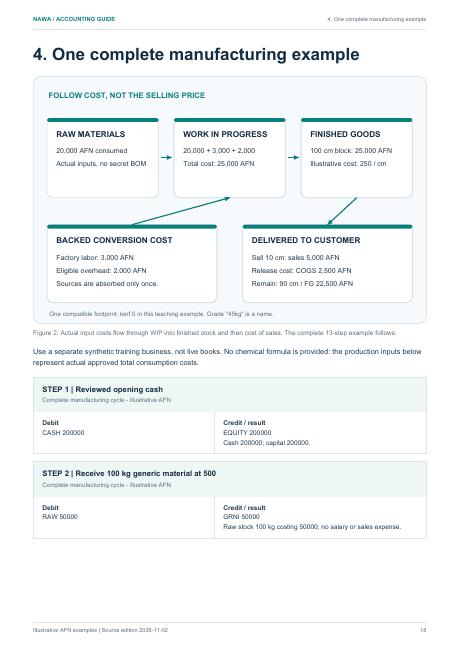 NAWA / ACCOUNTING GUIDE
4. One complete manufacturing example
4. One complete manufacturing example
FOLLOW COST, NOT THE SELLING PRICE
RAW MATERIALS
20,000 AFN consumed
Actual inputs, no secret BOM
WORK IN PROGRESS
20,000 + 3,000 + 2,000
Total cost: 25,000 AFN
FINISHED GOODS
100 cm block: 25,000 AFN
Illustrative cost: 250 / cm
BACKED CONVERSION COST
Factory labor: 3,000 AFN
Eligible overhead: 2,000 AFN
Sources are absorbed only once.
DELIVERED TO CUSTOMER
Sell 10 cm: sales 5,000 AFN
Release cost: COGS 2,500 AFN
Remain: 90 cm / FG 22,500 AFN
One compatible footprint; kerf 0 in this teaching example. Grade "45kg" is a name.
Figure 2. Actual input costs flow through WIP into finished stock and then cost of sales. The complete 13-step example follows.
Use a separate synthetic training business, not live books. No chemical formula is provided: the production inputs below
represent actual approved total consumption costs.
STEP 1 | Reviewed opening cash
Complete manufacturing cycle - illustrative AFN
Debit
CASH 200000
Credit / result
EQUITY 200000
Cash 200000; capital 200000.
STEP 2 | Receive 100 kg generic material at 500
Complete manufacturing cycle - illustrative AFN
Debit
RAW 50000
Credit / result
GRNI 50000
Raw stock 100 kg costing 50000; no salary or sales expense.
Illustrative AFN examples | Source edition 2026-11-02
18